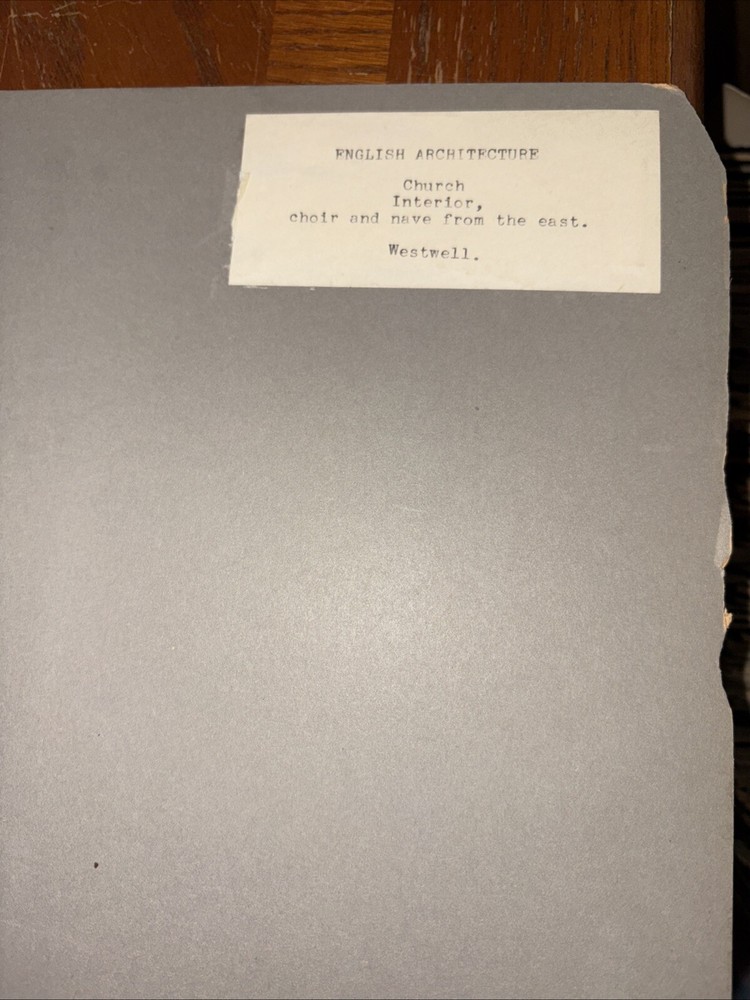 ENGLISH ARCHITECTURE
Church
Interior,
choir and nave from the east.
Westwell.